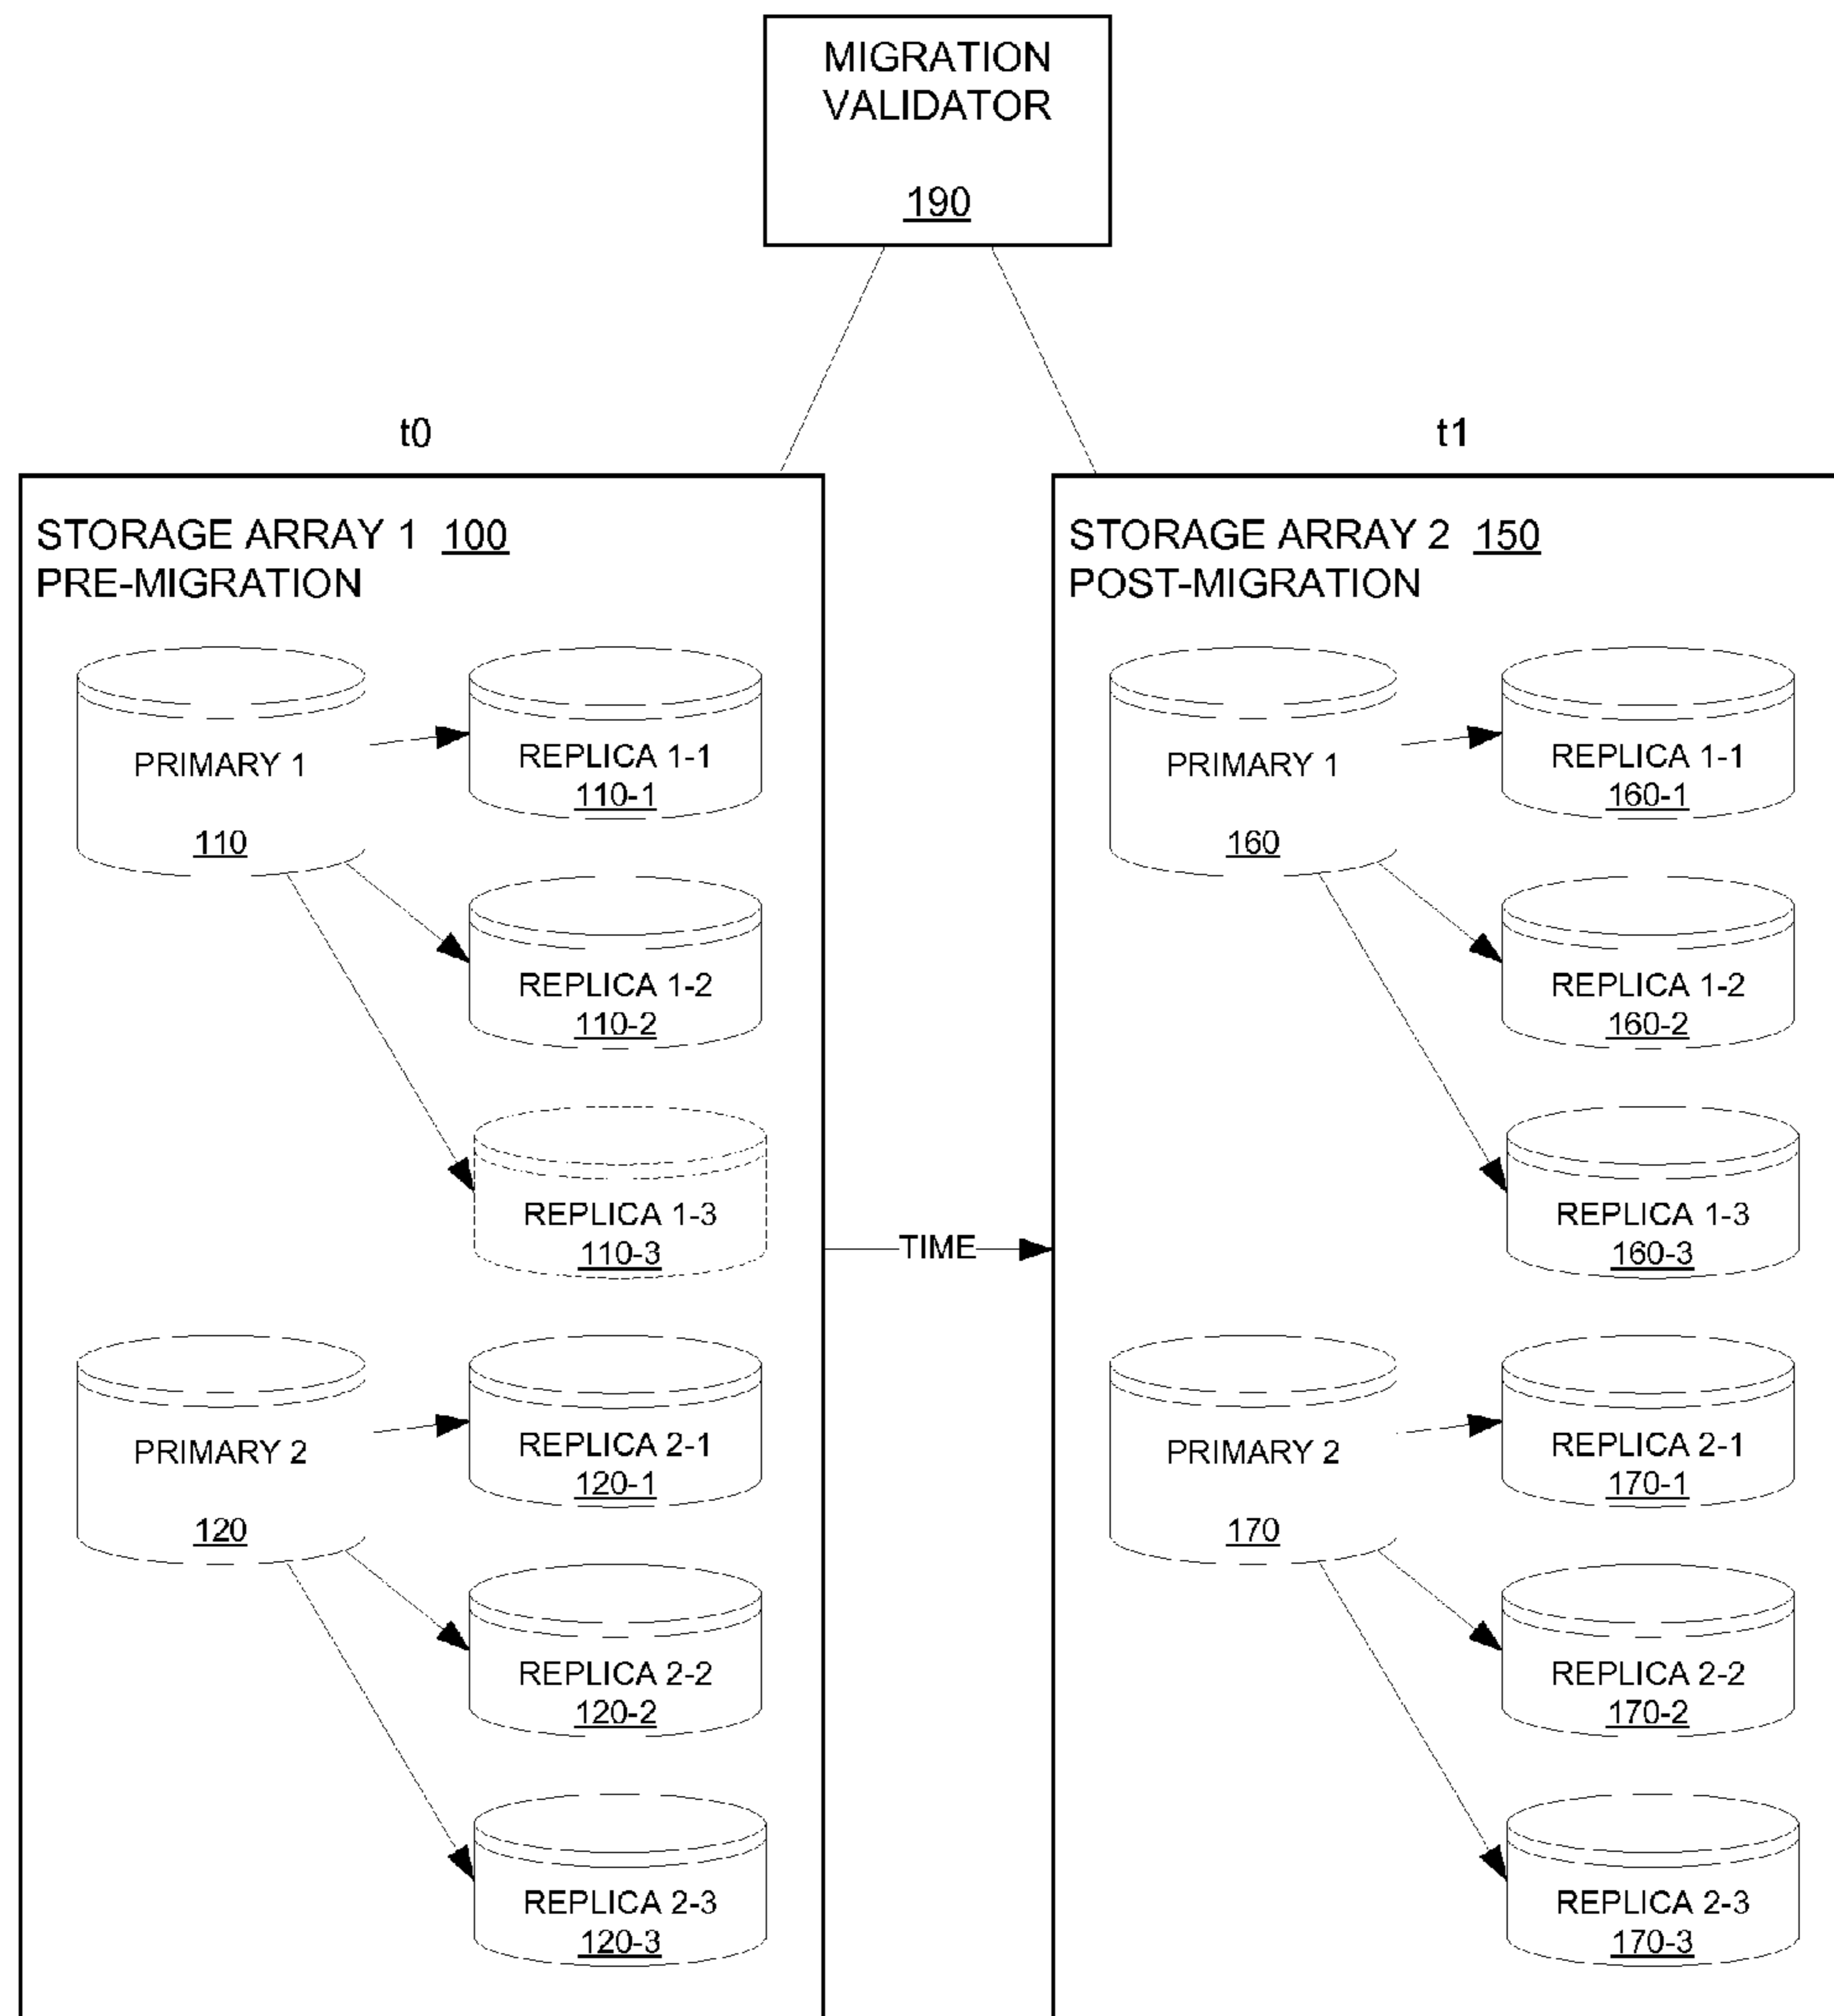 MIGRATION
VALIDATOR
190
t0
STORAGE ARRAY 1 100
PRE-MIGRATION
PRIMARY 1
110
REPLICA 1-1
110-1
REPLICA 1-2
110-2
REPLICA 1-3
110-3
PRIMARY 2
120
REPLICA 2-1
120-1
REPLICA 2-2
120-2
REPLICA 2-3
120-3
TIME
t1
STORAGE ARRAY 2 150
POST-MIGRATION
PRIMARY 1
160
REPLICA 1-1
160-1
REPLICA 1-2
160-2
REPLICA 1-3
160-3
PRIMARY 2
170
REPLICA 2-1
170-1
REPLICA 2-2
170-2
REPLICA 2-3
170-3